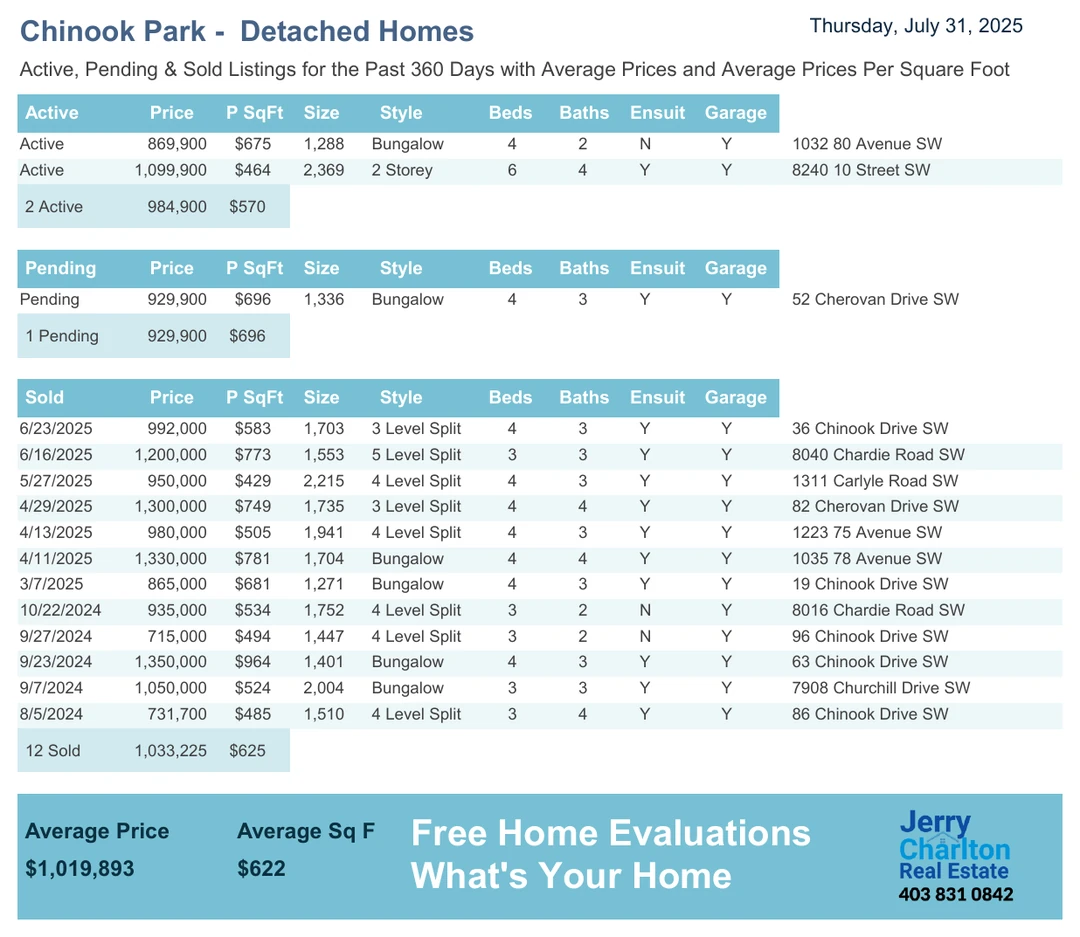 Chinook Park - Detached Homes
Thursday, July 31, 2025
Active, Pending & Sold Listings for the Past 360 Days with Average Prices and Average Prices Per Square Foot
Active Price P SqFt Size Style Beds Baths Ensuit Garage
Active 869,900 $675 1,288 Bungalow 4 2 N Y 1032 80 Avenue SW
Active 1,099,900 $464 2,369 2 Storey 6 4 Y Y 8240 10 Street SW
2 Active 984,900 $570
Pending Price P SqFt Size Style Beds Baths Ensuit Garage
Pending 929,900 $696 1,336 Bungalow 4 3 Y Y 52 Cherovan Drive SW
1 Pending 929,900 $696
Sold Price P SqFt Size Style Beds Baths Ensuit Garage
6/23/2025 992,000 $583 1,703 3 Level Split 4 3 Y Y 36 Chinook Drive SW
6/16/2025 1,200,000 $773 1,553 5 Level Split 3 3 Y Y 8040 Chardie Road SW
5/27/2025 950,000 $429 2,215 4 Level Split 4 3 Y Y 1311 Carlyle Road SW
4/29/2025 1,300,000 $749 1,735 3 Level Split 4 4 Y Y 82 Cherovan Drive SW
4/13/2025 980,000 $505 1,941 4 Level Split 4 3 Y Y 1223 75 Avenue SW
4/11/2025 1,330,000 $781 1,704 Bungalow 4 4 Y Y 1035 78 Avenue SW
3/7/2025 865,000 $681 1,271 Bungalow 4 3 Y Y 19 Chinook Drive SW
10/22/2024 935,000 $534 1,752 4 Level Split 3 2 N Y 8016 Chardie Road SW
9/27/2024 715,000 $494 1,447 4 Level Split 3 2 N Y 96 Chinook Drive SW
9/23/2024 1,350,000 $964 1,401 Bungalow 4 3 Y Y 63 Chinook Drive SW
9/7/2024 1,050,000 $524 2,004 Bungalow 3 3 Y Y 7908 Churchill Drive SW
8/5/2024 731,700 $485 1,510 4 Level Split 3 4 Y Y 86 Chinook Drive SW
12 Sold 1,033,225 $625
Average Price Average Sq F
$1,019,893 $622
Free Home Evaluations
What's Your Home
Jerry
Charlton
Real Estate
403 831 0842